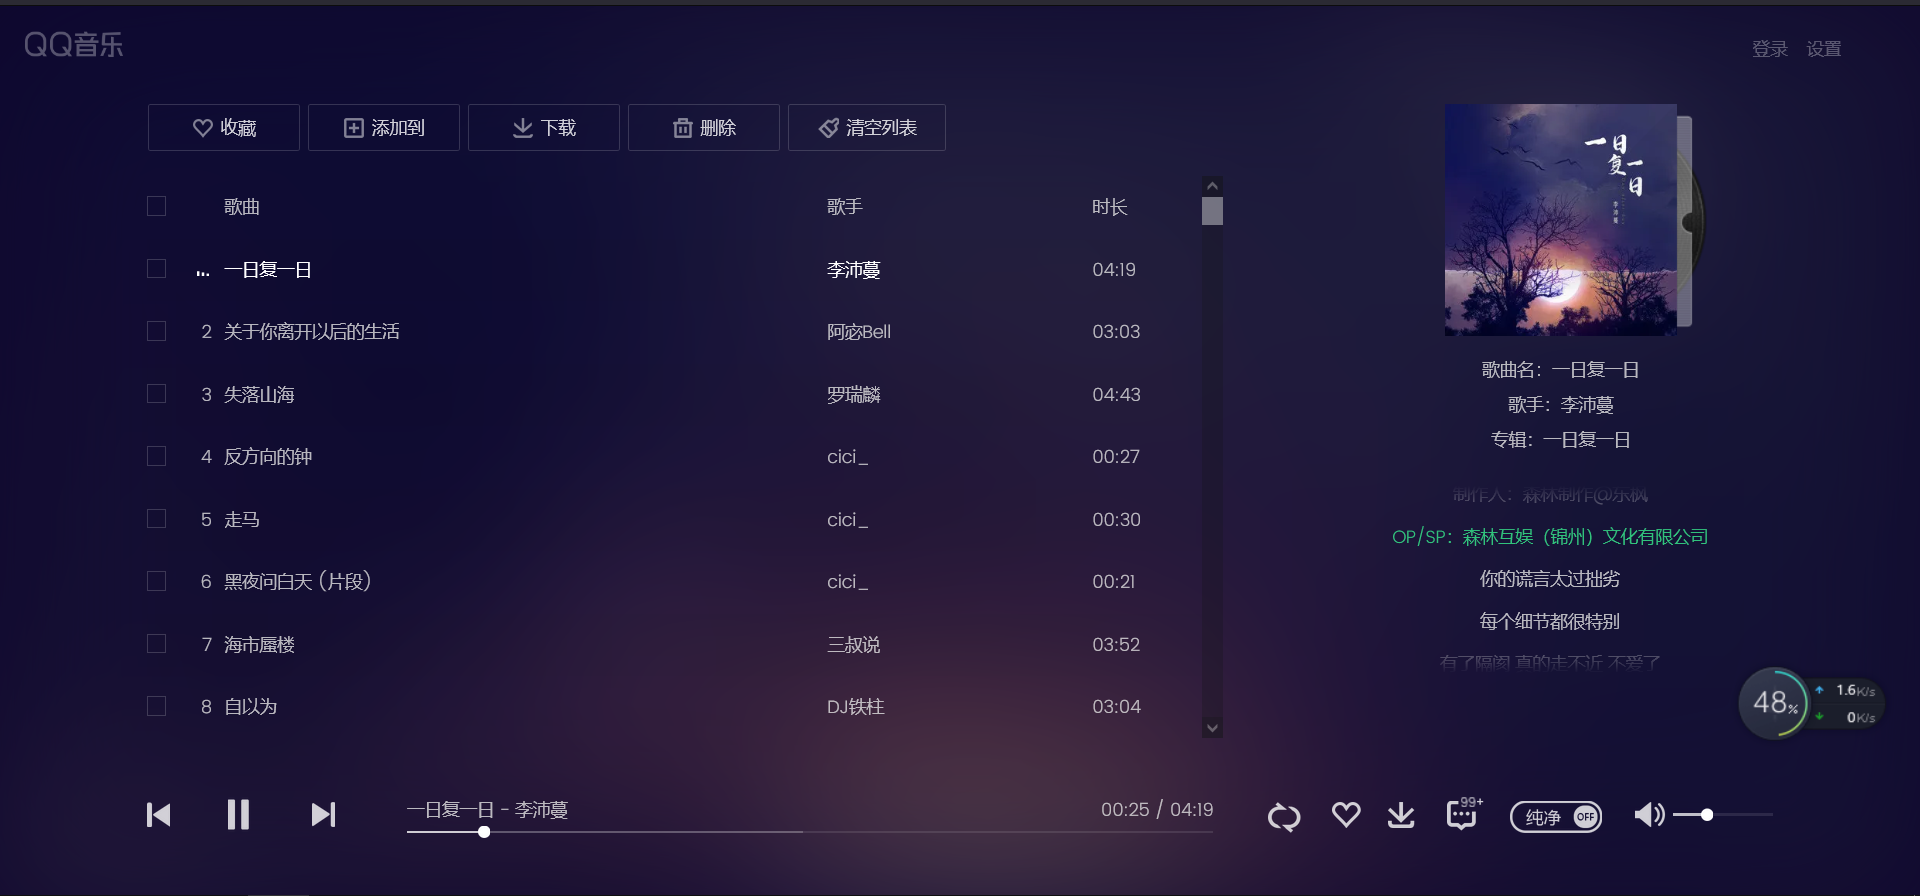 QQ音乐
登录 设置
收藏 添加到 下载 删除 清空列表
歌曲 歌手 时长
... 一日复一日 李沛蔓 04:19
2 关于你离开以后的生活 阿宓Bell 03:03
3 失落山海 罗瑞麟 04:43
4 反方向的钟 cici_ 00:27
5 走马 cici_ 00:30
6 黑夜问白天 (片段) cici_ 00:21
7 海市蜃楼 三叔说 03:52
8 自以为 DJ铁柱 03:04
一日复一日
李沛蔓
歌曲名：一日复一日
歌手：李沛蔓
专辑：一日复一日
制作人：森林制作@东枫
OP/SP：森林互娱（锦州）文化有限公司
你的谎言太过拙劣
每个细节都很特别
有了隔阂 真的走不近 不爱了
48%
1.6K/s
0K/s
一日复一日 - 李沛蔓 00:25 / 04:19
99+
纯净 OFF